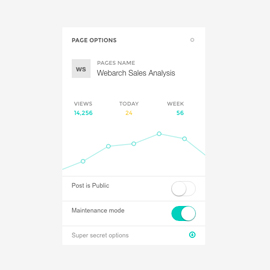 PAGE OPTIONS
WS
PAGES NAME
Webarch Sales Analysis
VIEWS TODAY WEEK
14,256 24 56
Post is Public
Maintenance mode
Super secret options